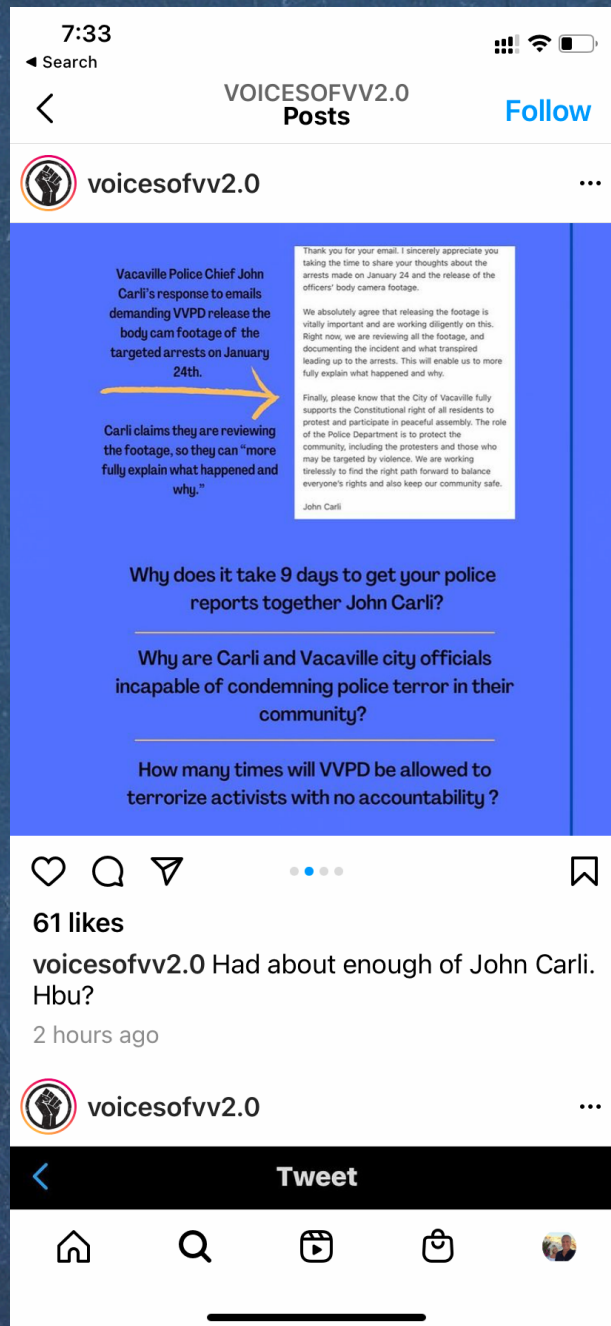 7:33
◀ Search
VOICESOFVV2.0
Posts
Follow
voicesofvv2.0
Vacaville Police Chief John
Carli's response to emails
demanding VVPD release the
body cam footage of the
targeted arrests on January
24th.
Carli claims they are reviewing
the footage, so they can "more
fully explain what happened and
why."
Thank you for your email. I sincerely appreciate you
taking the time to share your thoughts about the
arrests made on January 24 and the release of the
officers' body camera footage.
We absolutely agree that releasing the footage is
vitally important and are working diligently on this.
Right now, we are reviewing all the footage, and
documenting the incident and what transpired
leading up to the arrests. This will enable us to more
fully explain what happened and why.
Finally, please know that the City of Vacaville fully
supports the Constitutional right of all residents to
protest and participate in peaceful assembly. The role
of the Police Department is to protect the
community, including the protesters and those who
may be targeted by violence. We are working
tirelessly to find the right path forward to balance
everyone's rights and also keep our community safe.
John Carli
Why does it take 9 days to get your police
reports together John Carli?
Why are Carli and Vacaville city officials
incapable of condemning police terror in their
community?
How many times will VVPD be allowed to
terrorize activists with no accountability ?
61 likes
voicesofvv2.0 Had about enough of John Carli.
Hbu?
2 hours ago
voicesofvv2.0
Tweet